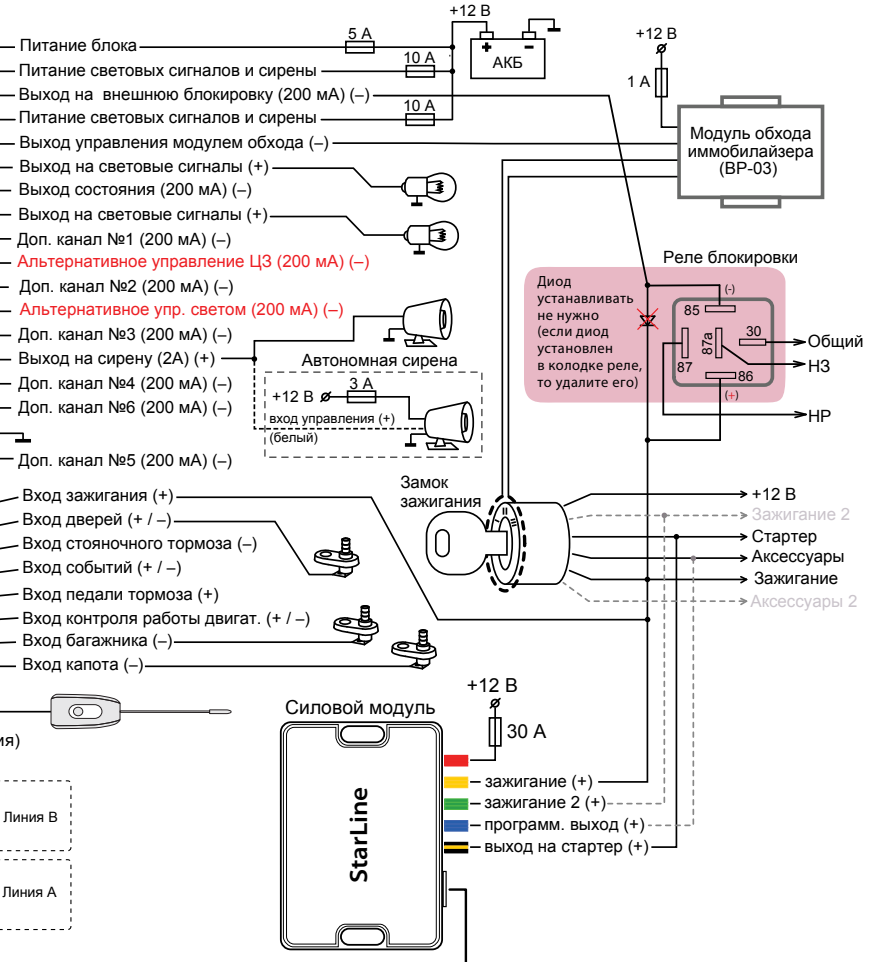 +12 В
Питание блока
5 А
Питание световых сигналов и сирены
10 А
АКБ
+
–
Выход на внешнюю блокировку (200 мА) (–)
Питание световых сигналов и сирены
10 А
+12 В
1 А
Выход управления модулем обхода (–)
Модуль обхода
иммобилайзера
(BP-03)
Выход на световые сигналы (+)
Выход состояния (200 мА) (–)
Выход на световые сигналы (+)
Доп. канал №1 (200 мА) (–)
Альтернативное управление ЦЗ (200 мА) (–)
Доп. канал №2 (200 мА) (–)
Альтернативное упр. светом (200 мА) (–)
Доп. канал №3 (200 мА) (–)
Выход на сирену (2А) (+)
Доп. канал №4 (200 мА) (–)
Доп. канал №6 (200 мА) (–)
Доп. канал №5 (200 мА) (–)
Автономная сирена
+12 В
3 А
вход управления (+)
(белый)
Реле блокировки
Диод
устанавливать
не нужно
(если диод
установлен
в колодке реле,
то удалите его)
(-)
85
30
87a
87
86
(+)
Общий
НЗ
НР
Вход зажигания (+)
Вход дверей (+ / –)
Вход стояночного тормоза (–)
Вход событий (+ / –)
Вход педали тормоза (+)
Вход контроля работы двигат. (+ / –)
Вход багажника (–)
Вход капота (–)
Замок
зажигания
+12 В
Зажигание 2
Стартер
Аксессуары
Зажигание
Аксессуары 2
ия)
Линия B
Линия A
Силовой модуль
+12 В
30 А
StarLine
зажигание (+)
зажигание 2 (+)
программ. выход (+)
выход на стартер (+)